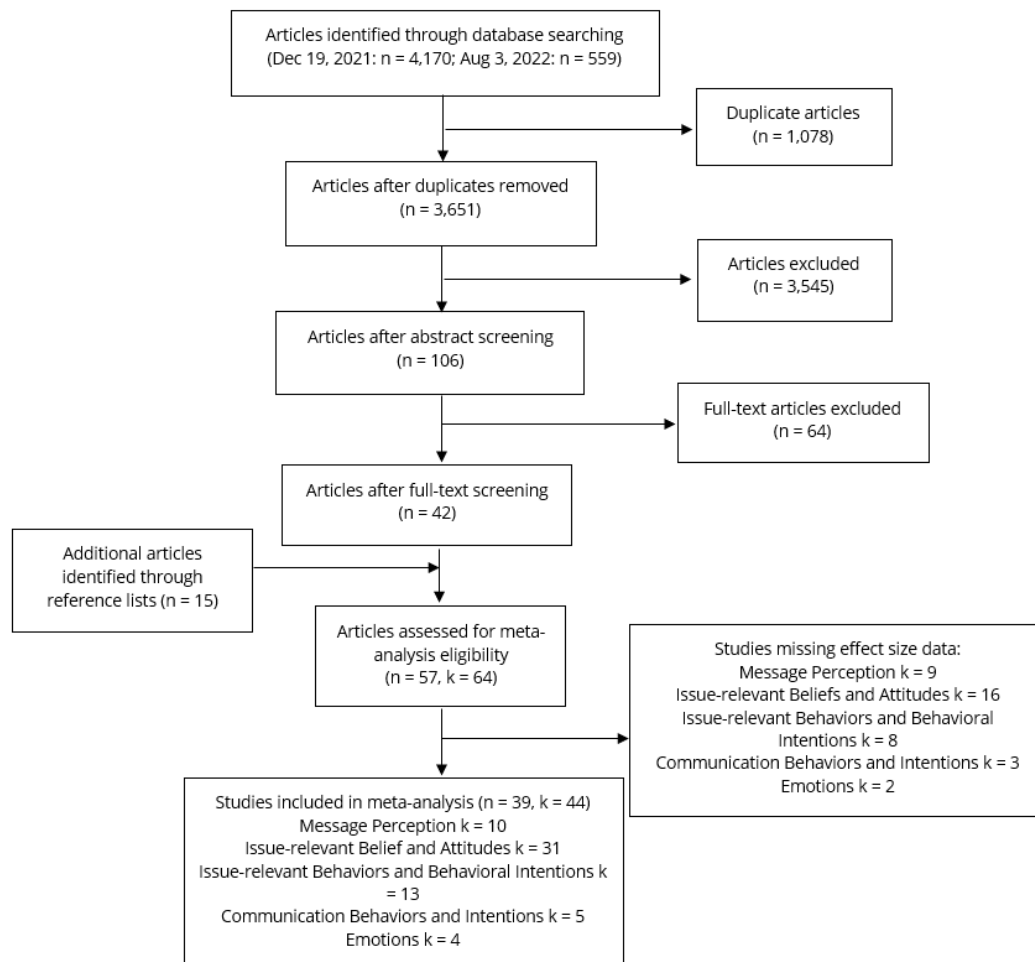 Articles identified through database searching
(Dec 19, 2021: n = 4,170; Aug 3, 2022: n = 559)
Duplicate articles
(n = 1,078)
Articles after duplicates removed
(n = 3,651)
Articles excluded
(n = 3,545)
Articles after abstract screening
(n = 106)
Full-text articles excluded
(n = 64)
Articles after full-text screening
(n = 42)
Additional articles
identified through
reference lists (n = 15)
Articles assessed for meta-
analysis eligibility
(n = 57, k = 64)
Studies missing effect size data:
Message Perception k = 9
Issue-relevant Beliefs and Attitudes k = 16
Issue-relevant Behaviors and Behavioral
Intentions k = 8
Communication Behaviors and Intentions k = 3
Emotions k = 2
Studies included in meta-analysis (n = 39, k = 44)
Message Perception k = 10
Issue-relevant Belief and Attitudes k = 31
Issue-relevant Behaviors and Behavioral Intentions k
= 13
Communication Behaviors and Intentions k = 5
Emotions k = 4